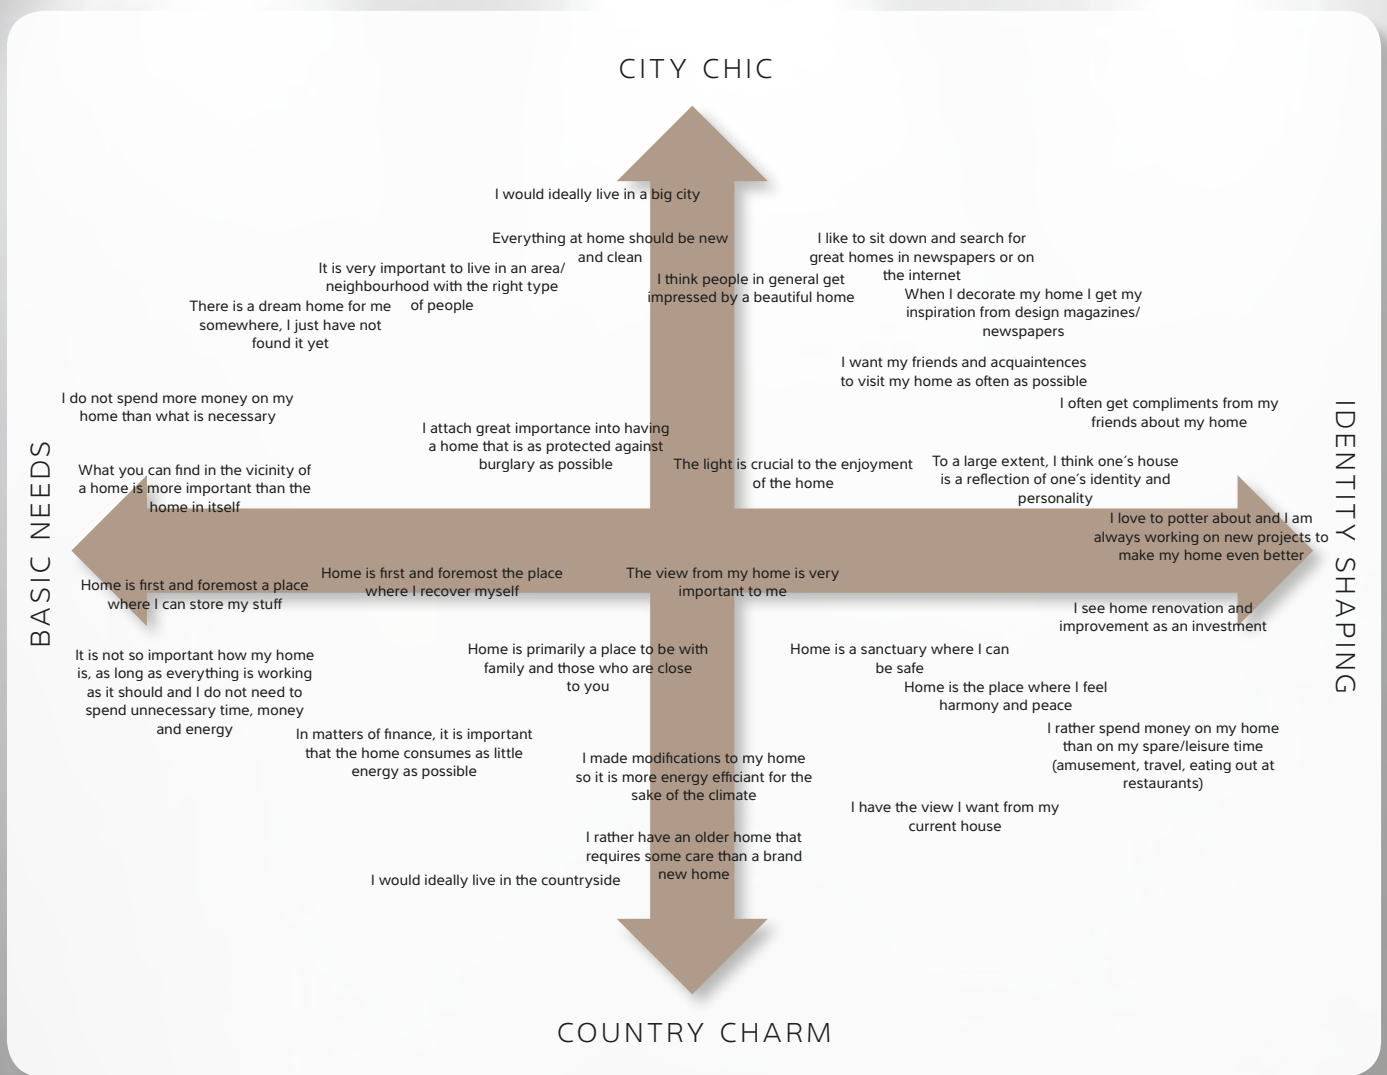 CITY CHIC
I would ideally live in a big city
Everything at home should be new
and clean
I like to sit down and search for
great homes in newspapers or on
the internet
It is very important to live in an area/
neighbourhood with the right type
of people
I think people in general get
impressed by a beautiful home
When I decorate my home I get my
inspiration from design magazines/
newspapers
There is a dream home for me
somewhere, I just have not
found it yet
I want my friends and acquaintences
to visit my home as often as possible
I do not spend more money on my
home than what is necessary
I often get compliments from my
friends about my home
I attach great importance into having
a home that is as protected against
burglary as possible
The light is crucial to the enjoyment
of the home
To a large extent, I think one´s house
is a reflection of one´s identity and
personality
What you can find in the vicinity of
a home is more important than the
home in itself
I love to potter about and I am
always working on new projects to
make my home even better
BASIC NEEDS
IDENTITY SHAPING
Home is first and foremost a place
where I can store my stuff
Home is first and foremost the place
where I recover myself
The view from my home is very
important to me
I see home renovation and
improvement as an investment
It is not so important how my home
is, as long as everything is working
as it should and I do not need to
spend unnecessary time, money
and energy
Home is primarily a place to be with
family and those who are close
to you
Home is a sanctuary where I can
be safe
Home is the place where I feel
harmony and peace
In matters of finance, it is important
that the home consumes as little
energy as possible
I rather spend money on my home
than on my spare/leisure time
(amusement, travel, eating out at
restaurants)
I made modifications to my home
so it is more energy efficiant for the
sake of the climate
I have the view I want from my
current house
I rather have an older home that
requires some care than a brand
new home
I would ideally live in the countryside
COUNTRY CHARM